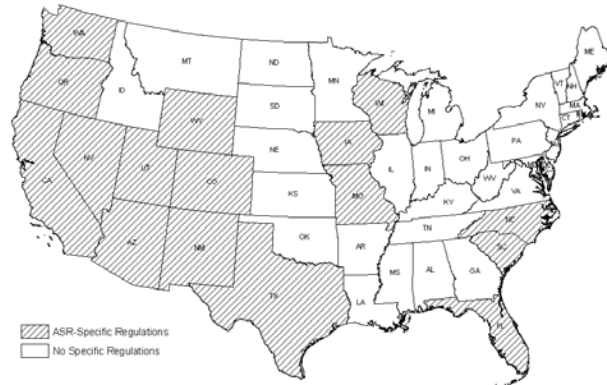 WA
ME
MT
ND
VT
NH
OR
MN
ID
WI
NY
MA
SD
MI
CT
WY
IA
PA
NE
NV
OH
UT
IL
IN
CO
WV
CA
KS
MO
VA
KY
NC
TN
OK
AZ
NM
AR
SC
MS
AL
GA
TX
LA
FL
ASR-Specific Regulations
No Specific Regulations